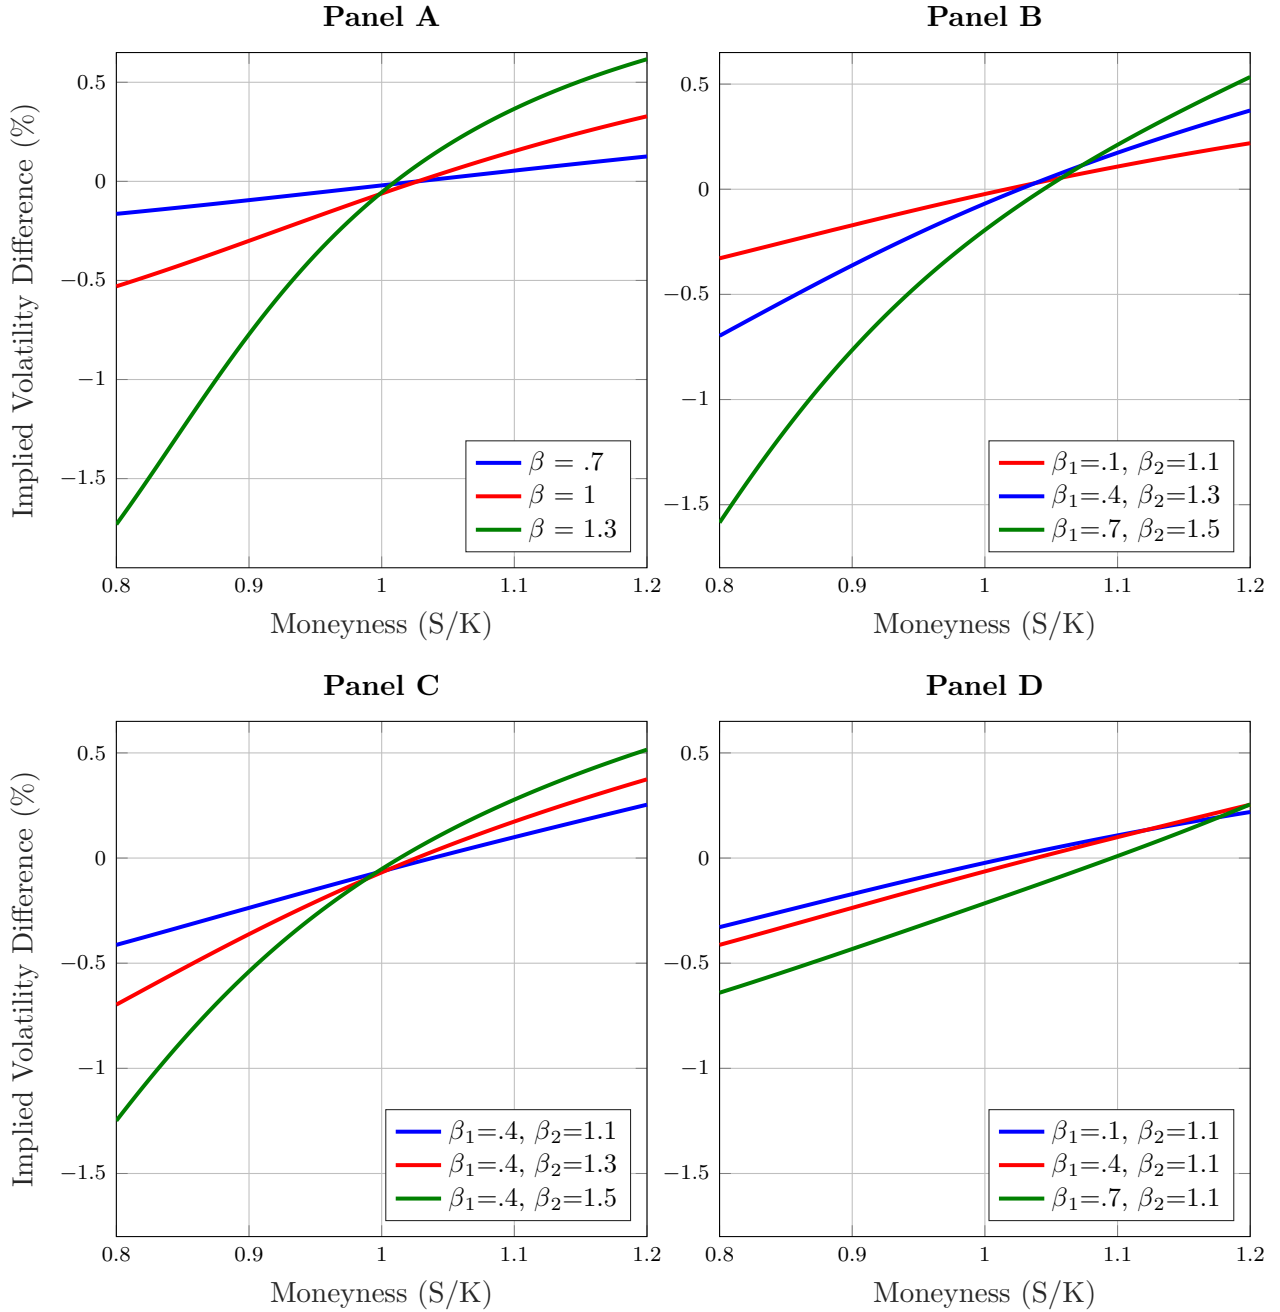 Panel A
Implied Volatility Difference (%)
0.5
0
−0.5
−1
−1.5
β = .7
β = 1
β = 1.3
0.8 0.9 1 1.1 1.2
Moneyness (S/K)
Panel B
0.5
0
−0.5
−1
−1.5
β₁=.1, β₂=1.1
β₁=.4, β₂=1.3
β₁=.7, β₂=1.5
0.8 0.9 1 1.1 1.2
Moneyness (S/K)
Panel C
Implied Volatility Difference (%)
0.5
0
−0.5
−1
−1.5
β₁=.4, β₂=1.1
β₁=.4, β₂=1.3
β₁=.4, β₂=1.5
0.8 0.9 1 1.1 1.2
Moneyness (S/K)
Panel D
0.5
0
−0.5
−1
−1.5
β₁=.1, β₂=1.1
β₁=.4, β₂=1.1
β₁=.7, β₂=1.1
0.8 0.9 1 1.1 1.2
Moneyness (S/K)